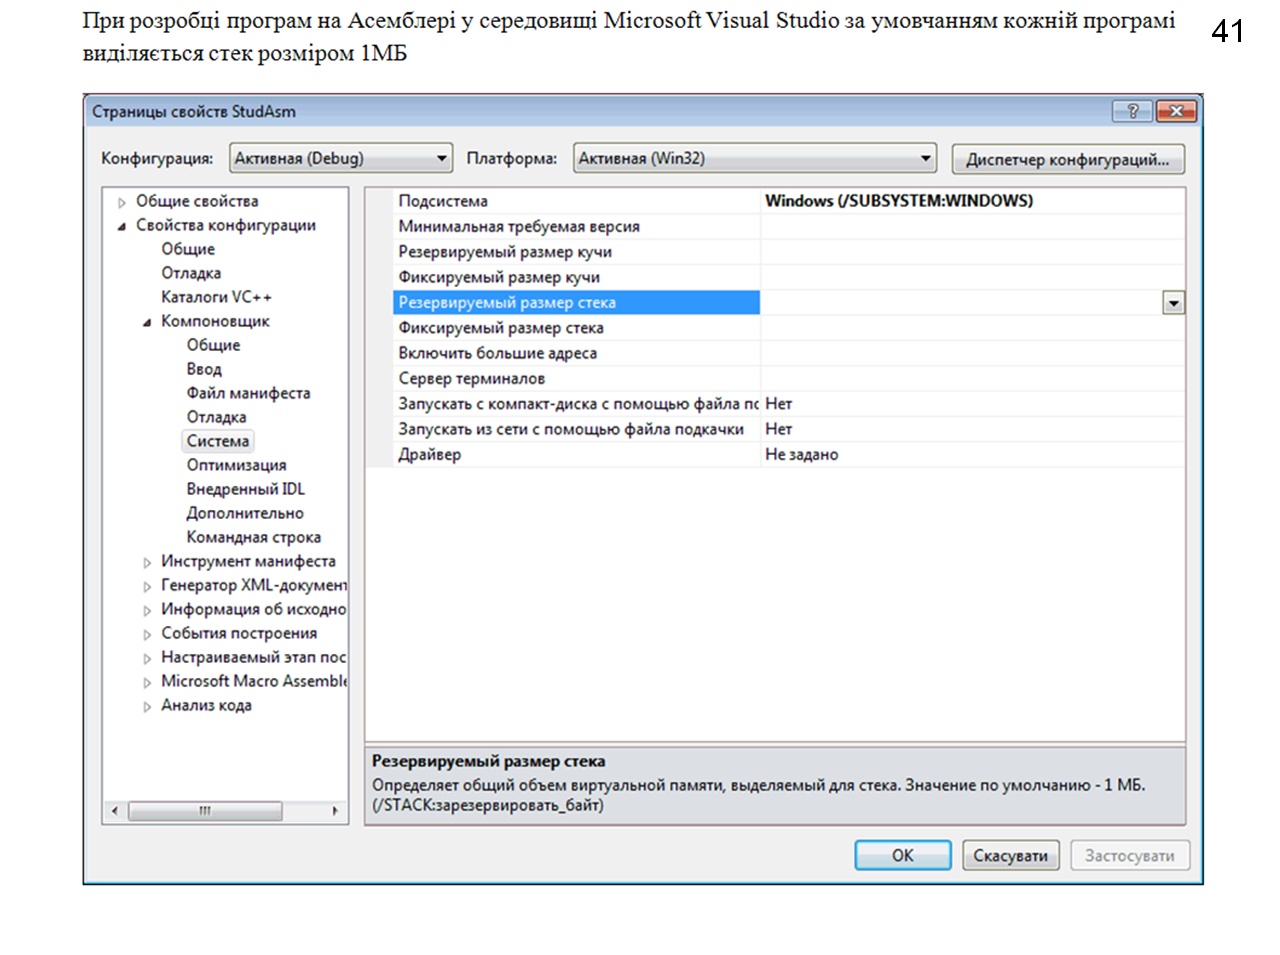 При розробці програм на Асемблері у середовищі Microsoft Visual Studio за умовчанням кожній програмі
виділяється стек розміром 1МБ
41
Страницы свойств StudAsm
Конфигурация:
Активная (Debug)
Платформа:
Активная (Win32)
Диспетчер конфигураций...
Общие свойства
Свойства конфигурации
Общие
Отладка
Каталоги VC++
Компоновщик
Общие
Ввод
Файл манифеста
Отладка
Система
Оптимизация
Внедренный IDL
Дополнительно
Командная строка
Инструмент манифеста
Генератор XML-документ
Информация об исходно
События построения
Настраиваемый этап пос
Microsoft Macro Assemble
Анализ кода
Подсистема Windows (/SUBSYSTEM:WINDOWS)
Минимальная требуемая версия
Резервируемый размер кучи
Фиксируемый размер кучи
Резервируемый размер стека
Фиксируемый размер стека
Включить большие адреса
Сервер терминалов
Запускать с компакт-диска с помощью файла по Нет
Запускать из сети с помощью файла подкачки Нет
Драйвер Не задано
Резервируемый размер стека
Определяет общий объем виртуальной памяти, выделяемый для стека. Значение по умолчанию - 1 МБ.
(/STACK:зарезервировать_байт)
ОК
Скасувати
Застосувати